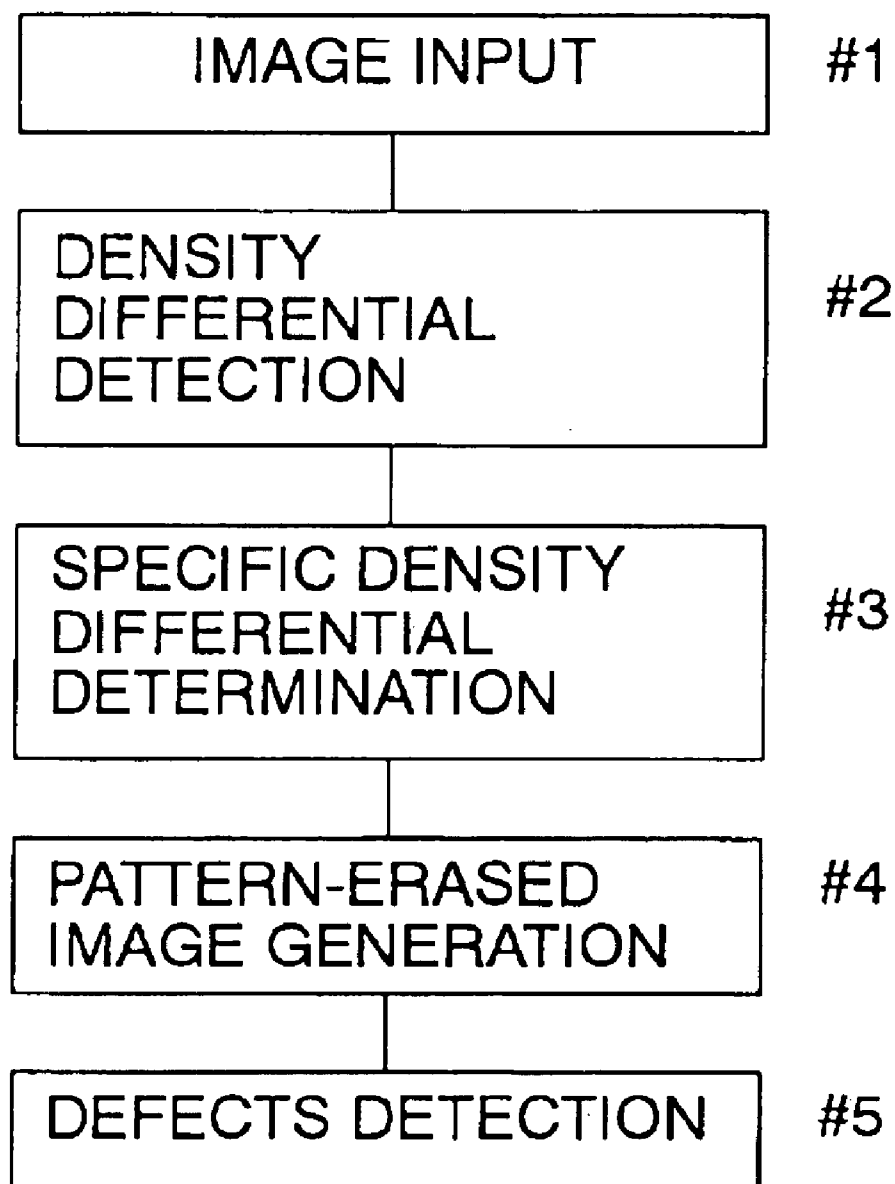 IMAGE INPUT #1
DENSITY
DIFFERENTIAL #2
DETECTION
SPECIFIC DENSITY
DIFFERENTIAL #3
DETERMINATION
PATTERN-ERASED #4
IMAGE GENERATION
DEFECTS DETECTION #5